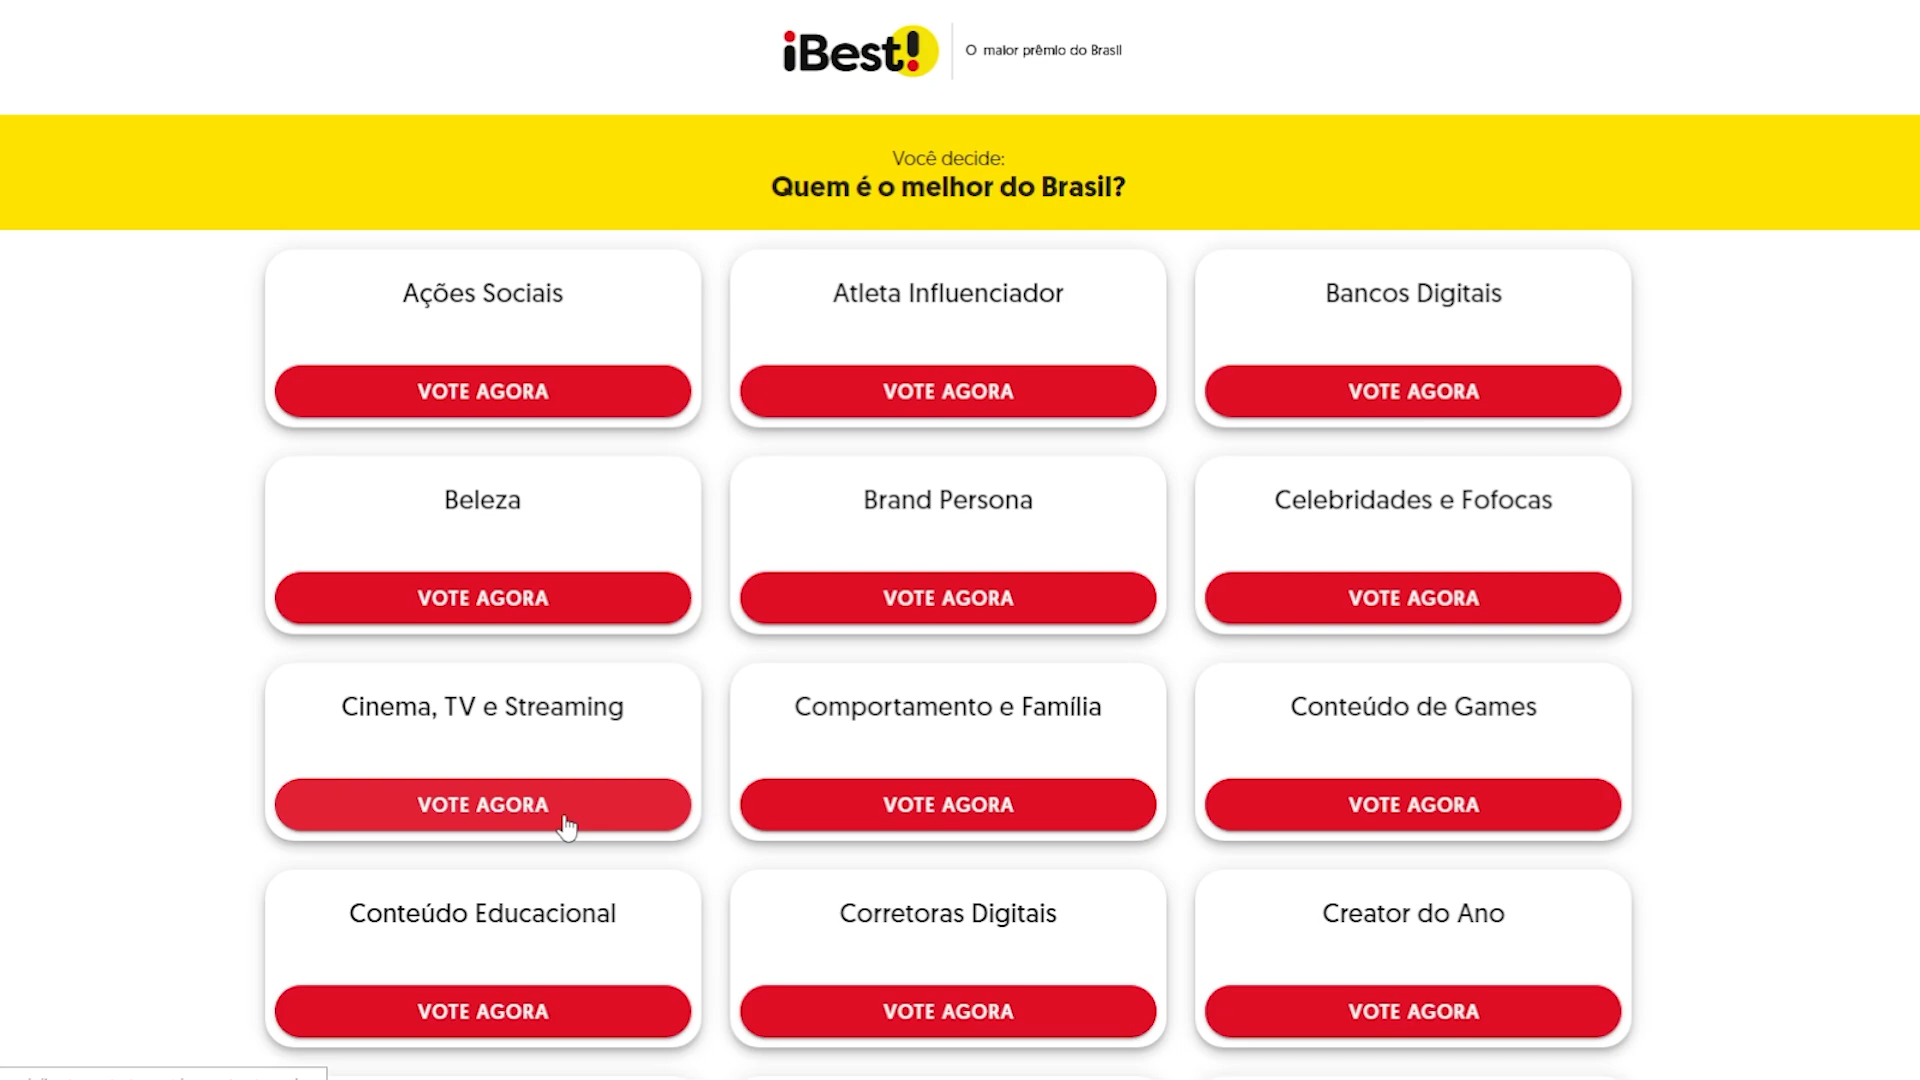 iBest!
O maior prêmio do Brasil
Você decide:
Quem é o melhor do Brasil?
Ações Sociais
Atleta Influenciador
Bancos Digitais
VOTE AGORA
VOTE AGORA
VOTE AGORA
Beleza
Brand Persona
Celebridades e Fofocas
VOTE AGORA
VOTE AGORA
VOTE AGORA
Cinema, TV e Streaming
Comportamento e Família
Conteúdo de Games
VOTE AGORA
VOTE AGORA
VOTE AGORA
Conteúdo Educacional
Corretoras Digitais
Creator do Ano
VOTE AGORA
VOTE AGORA
VOTE AGORA